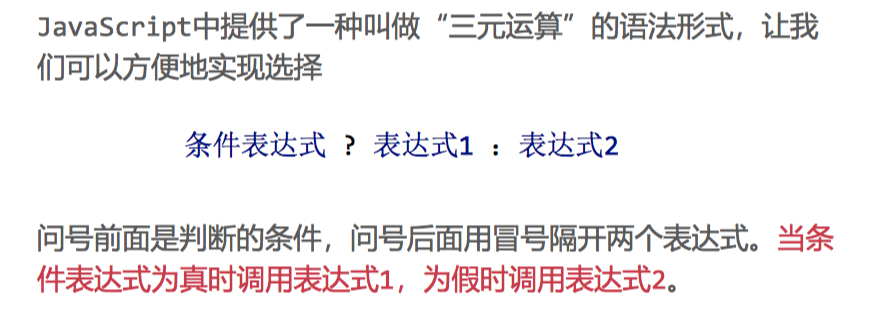 JavaScript中提供了一种叫做“三元运算”的语法形式，让我
们可以方便地实现选择
条件表达式 ? 表达式1 : 表达式2
问号前面是判断的条件，问号后面用冒号隔开两个表达式。当条
件表达式为真时调用表达式1，为假时调用表达式2。